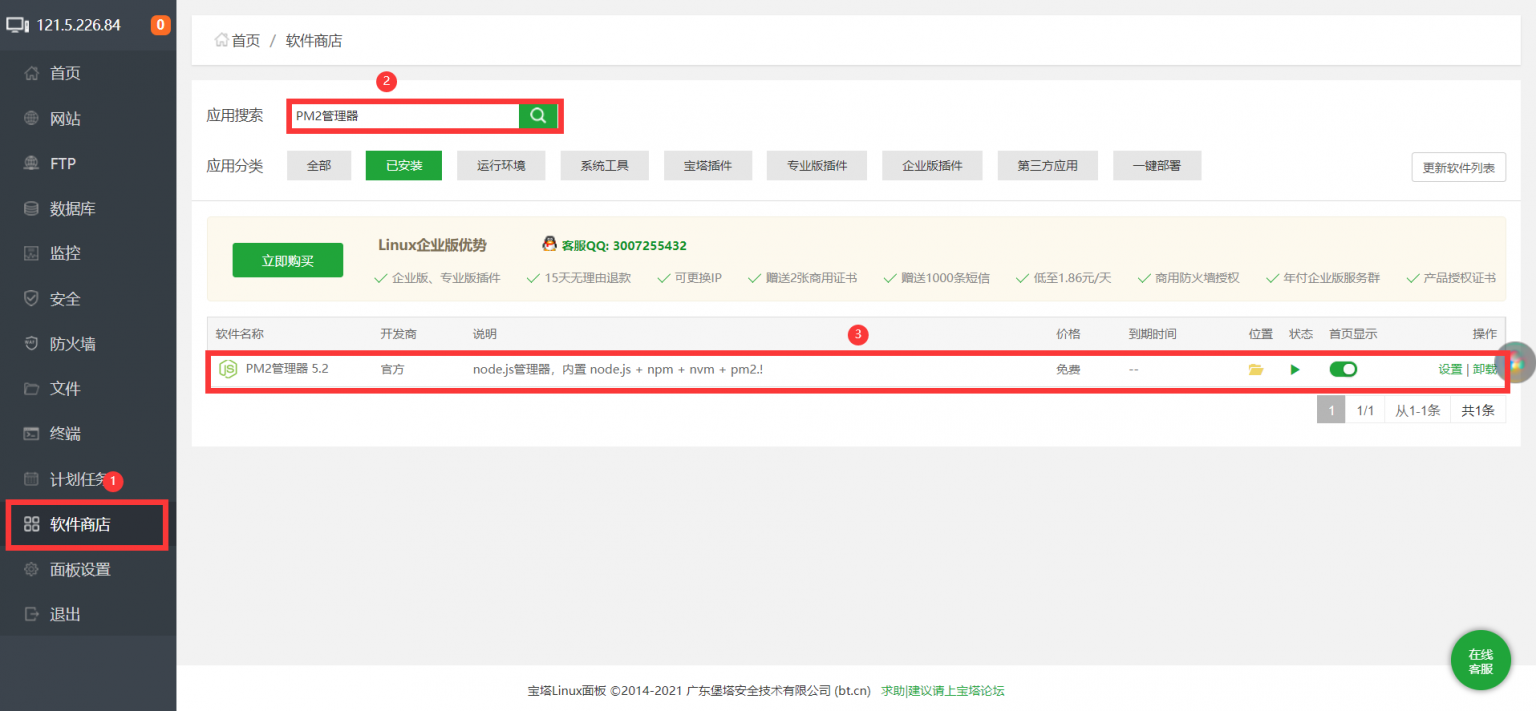 121.5.226.84 0
首页
网站
FTP
数据库
监控
安全
防火墙
文件
终端
计划任务 1
软件商店
面板设置
退出
首页 / 软件商店
2
应用搜索 PM2管理器
应用分类 全部 已安装 运行环境 系统工具 宝塔插件 专业版插件 企业版插件 第三方应用 一键部署 更新软件列表
立即购买 Linux企业版优势 客服QQ: 3007255432
企业版、专业版插件 15天无理由退款 可更换IP 赠送2张商用证书 赠送1000条短信 低至1.86元/天 商用防火墙授权 年付企业版服务群 产品授权证书
软件名称 开发商 说明 3 价格 到期时间 位置 状态 首页显示 操作
JS PM2管理器 5.2 官方 node.js管理器，内置 node.js + npm + nvm + pm2.! 免费 -- 设置 | 卸载
1 1/1 从1-1条 共1条
在线
客服
宝塔Linux面板 ©2014-2021 广东堡塔安全技术有限公司 (bt.cn) 求助|建议请上宝塔论坛